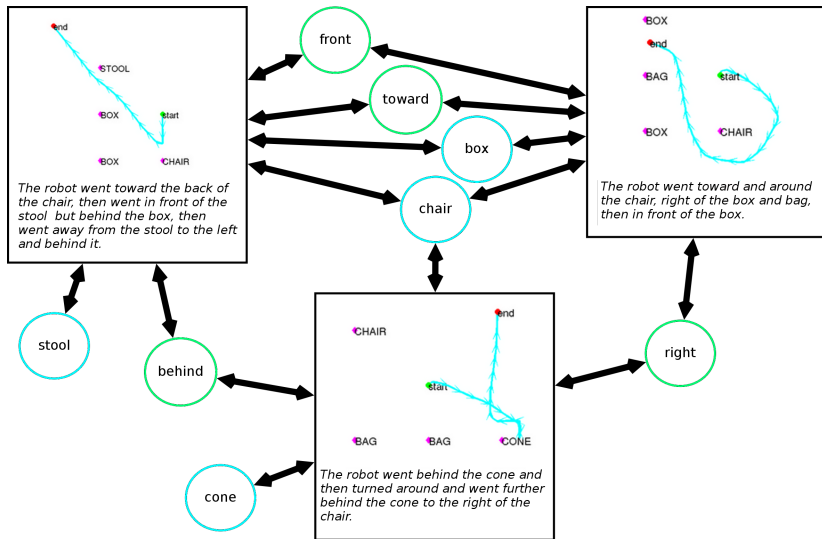 end
STOOL
BOX
start
BOX
CHAIR
The robot went toward the back of
the chair, then went in front of the
stool but behind the box, then
went away from the stool to the left
and behind it.
front
toward
box
chair
BOX
end
BAG
start
BOX
CHAIR
The robot went toward and around
the chair, right of the box and bag,
then in front of the box.
stool
behind
cone
right
end
CHAIR
start
BAG
BAG
CONE
The robot went behind the cone and
then turned around and went further
behind the cone to the right of the
chair.